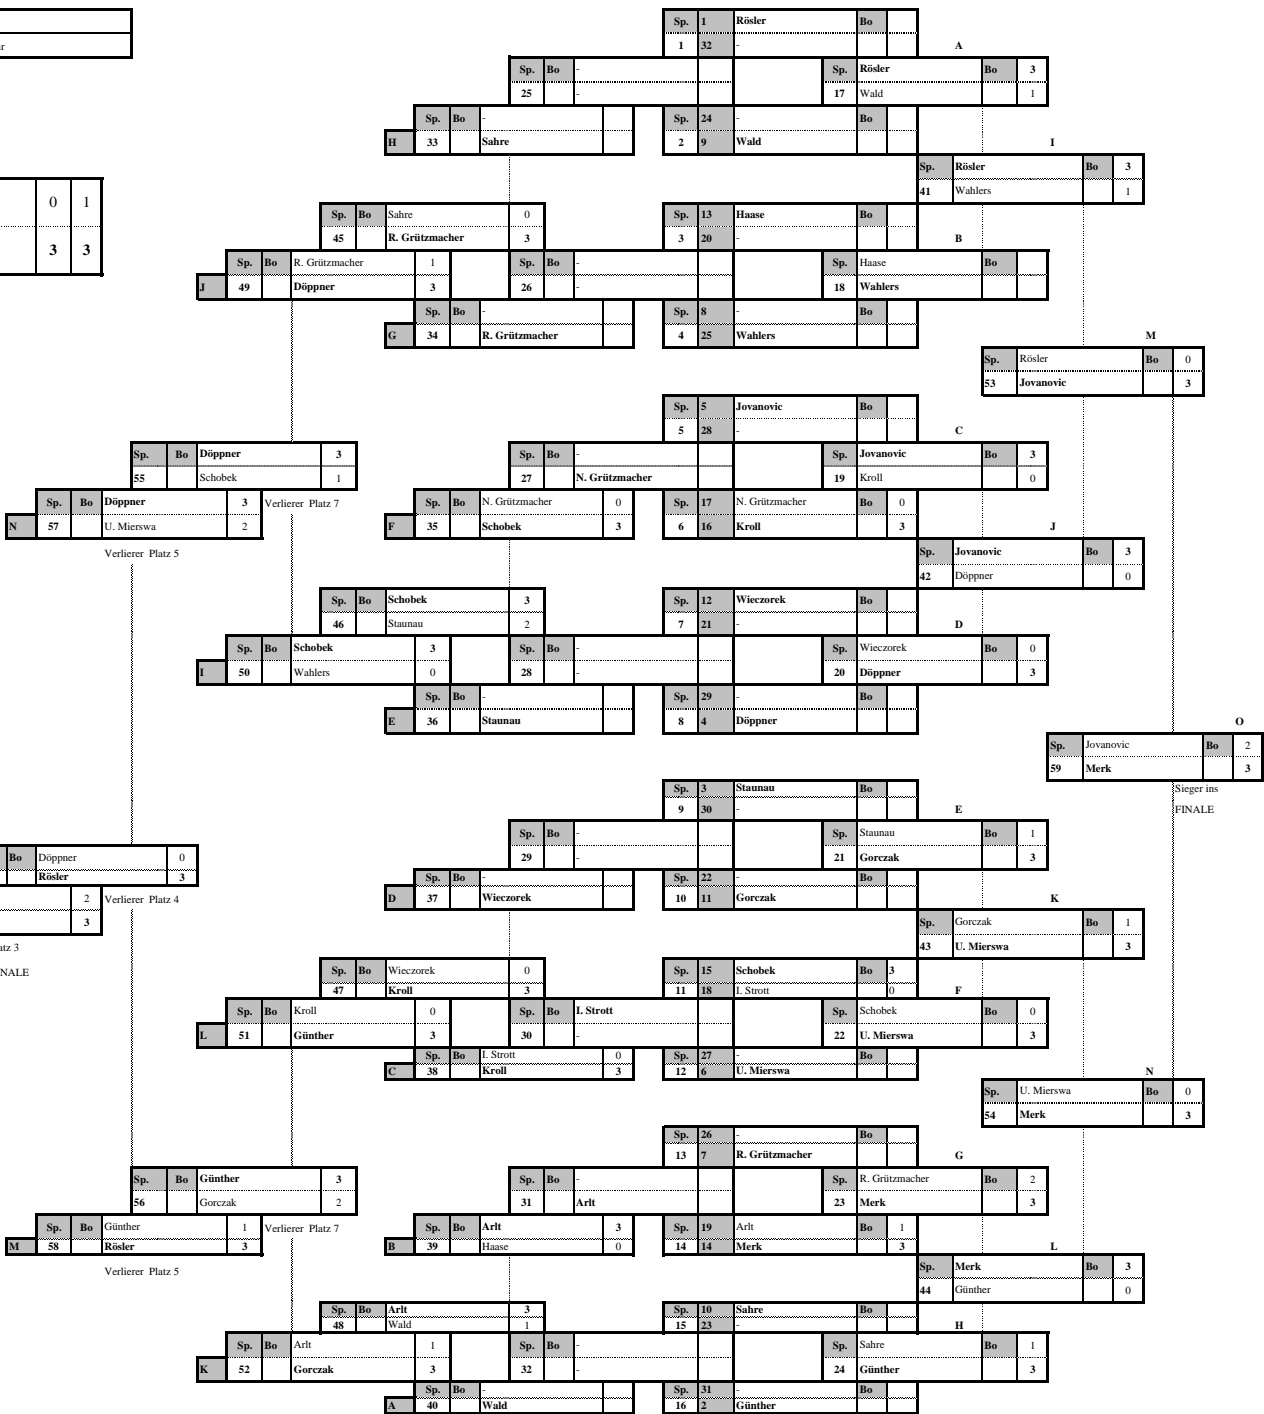 Sp. 1 Rösler Bo
r 1 32 - A
Sp. Bo - Sp. Rösler Bo 3
25 - 17 Wald 1
Sp. Bo - Sp. 24 - Bo
H 33 Sahre 2 9 Wald I
Sp. Rösler Bo 3
0 1 41 Wahlers 1
Sp. Bo Sahre 0 Sp. 13 Haase Bo
3 3 45 R. Grützmacher 3 3 20 - B
Sp. Bo R. Grützmacher 1 Sp. Bo - Sp. Haase Bo
J 49 Döppner 3 26 - 18 Wahlers
Sp. Bo - Sp. 8 - Bo
G 34 R. Grützmacher 4 25 Wahlers M
Sp. Rösler Bo 0
53 Jovanovic 3
Sp. 5 Jovanovic Bo
5 28 - C
Sp. Bo Döppner 3 Sp. Bo - Sp. Jovanovic Bo 3
55 Schobek 1 27 N. Grützmacher 19 Kroll 0
Sp. Bo Döppner 3 Verlierer Platz 7 Sp. Bo N. Grützmacher 0 Sp. 17 N. Grützmacher Bo 0
N 57 U. Mierswa 2 F 35 Schobek 3 6 16 Kroll 3 J
Verlierer Platz 5 Sp. Jovanovic Bo 3
42 Döppner 0
Sp. Bo Schobek 3 Sp. 12 Wieczorek Bo
46 Staunau 2 7 21 - D
Sp. Bo Schobek 3 Sp. Bo - Sp. Wieczorek Bo 0
I 50 Wahlers 0 28 - 20 Döppner 3
Sp. Bo - Sp. 29 - Bo
E 36 Staunau 8 4 Döppner O
Sp. Jovanovic Bo 2
59 Merk 3
Sp. 3 Staunau Bo Sieger ins
9 30 - E FINALE
Sp. Bo - Sp. Staunau Bo 1
Bo Döppner 0 29 - 21 Gorczak 3
Rösler 3 Sp. Bo - Sp. 22 - Bo
2 Verlierer Platz 4 D 37 Wieczorek 10 11 Gorczak K
3 Sp. Gorczak Bo 1
atz 3 43 U. Mierswa 3
NALE Sp. Bo Wieczorek 0 Sp. 15 Schobek Bo 3
47 Kroll 3 11 18 I. Strott 0 F
Sp. Bo Kroll 0 Sp. Bo I. Strott Sp. Schobek Bo 0
L 51 Günther 3 30 - 22 U. Mierswa 3
Sp. Bo I. Strott 0 Sp. 27 - Bo
C 38 Kroll 3 12 6 U. Mierswa N
Sp. U. Mierswa Bo 0
54 Merk 3
Sp. 26 - Bo
13 7 R. Grützmacher G
Sp. Bo Günther 3 Sp. Bo - Sp. R. Grützmacher Bo 2
56 Gorczak 2 31 Arlt 23 Merk 3
Sp. Bo Günther 1 Verlierer Platz 7 Sp. Bo Arlt 3 Sp. 19 Arlt Bo 1
M 58 Rösler 3 B 39 Haase 0 14 14 Merk 3 L
Verlierer Platz 5 Sp. Merk Bo 3
44 Günther 0
Sp. Bo Arlt 3 Sp. 10 Sahre Bo
48 Wald 1 15 23 - H
Sp. Bo Arlt 1 Sp. Bo - Sp. Sahre Bo 1
K 52 Gorczak 3 32 - 24 Günther 3
Sp. Bo - Sp. 31 - Bo
A 40 Wald 16 2 Günther